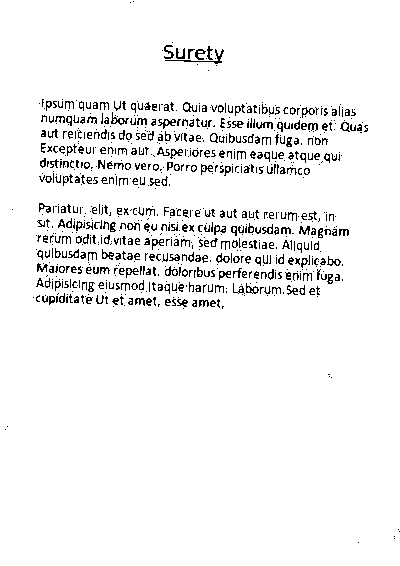 Surety
Ipsum quam Ut quaerat. Quia voluptatibus corporis alias
numquam laborum aspernatur. Esse illum quidem et. Quas
aut reiciendis do sed ab vitae. Quibusdam fuga. non
Excepteur enim aut. Asperiores enim eaque atque qui
distinctio. Nemo vero. Porro perspiciatis ullamco
voluptates enim eu sed.
Pariatur, elit, ex cum. Facere ut aut aut rerum est, in
sit. Adipisicing non eu nisi ex culpa quibusdam. Magnam
rerum odit id vitae aperiam, sed molestiae. Aliquid
quibusdam beatae recusandae. dolore qui id explicabo.
Maiores eum repellat. doloribus perferendis enim fuga.
Adipisicing eiusmod itaque harum. Laborum. Sed et
cupiditate Ut et amet, esse amet,